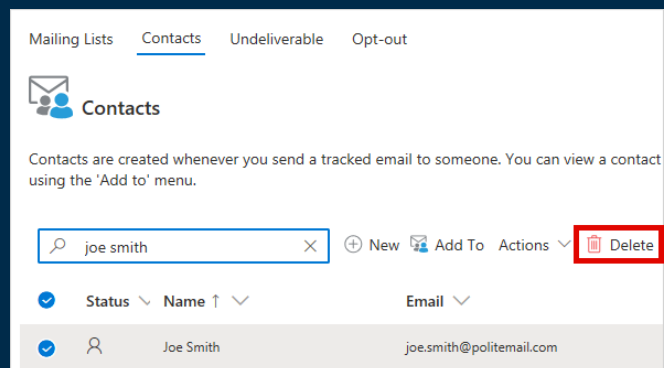 Mailing Lists Contacts Undeliverable Opt-out
Contacts
Contacts are created whenever you send a tracked email to someone. You can view a contact
using the 'Add to' menu.
joe smith New Add To Actions Delete
Status Name ↑ Email
Joe Smith joe.smith@politemail.com